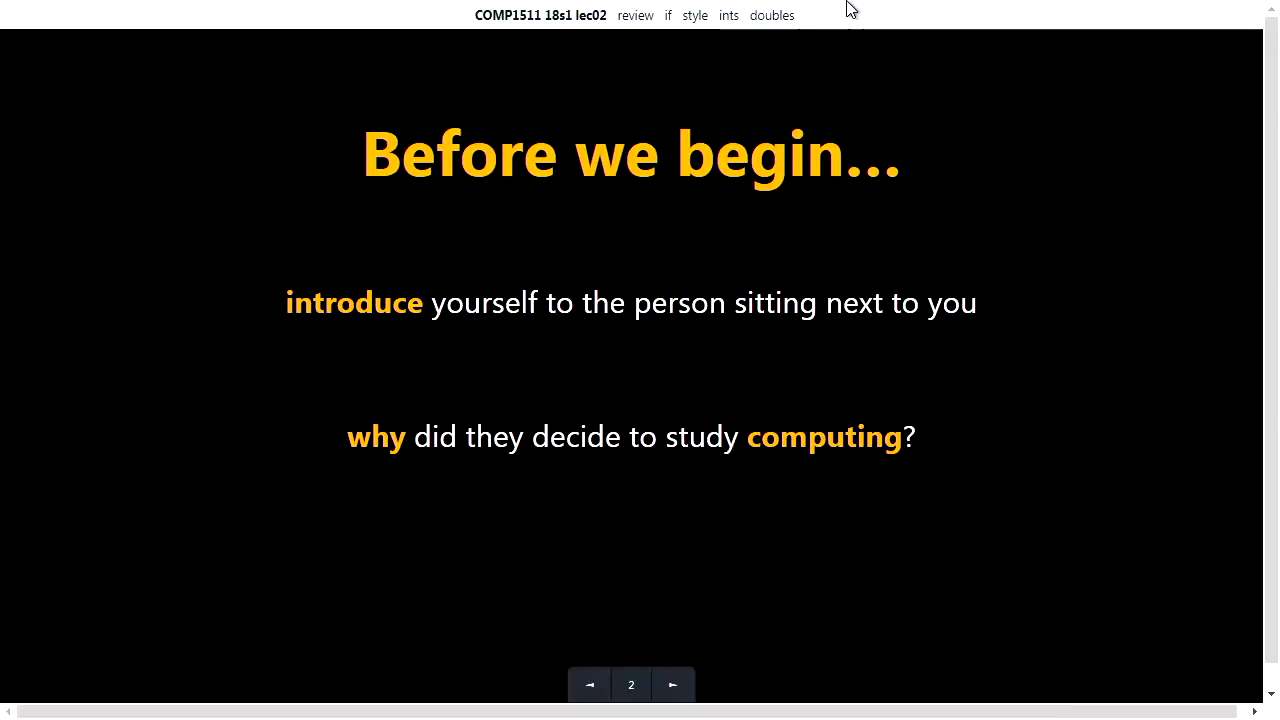 COMP1511 18s1 lec02 review if style ints doubles
Before we begin...
introduce yourself to the person sitting next to you
why did they decide to study computing?
2